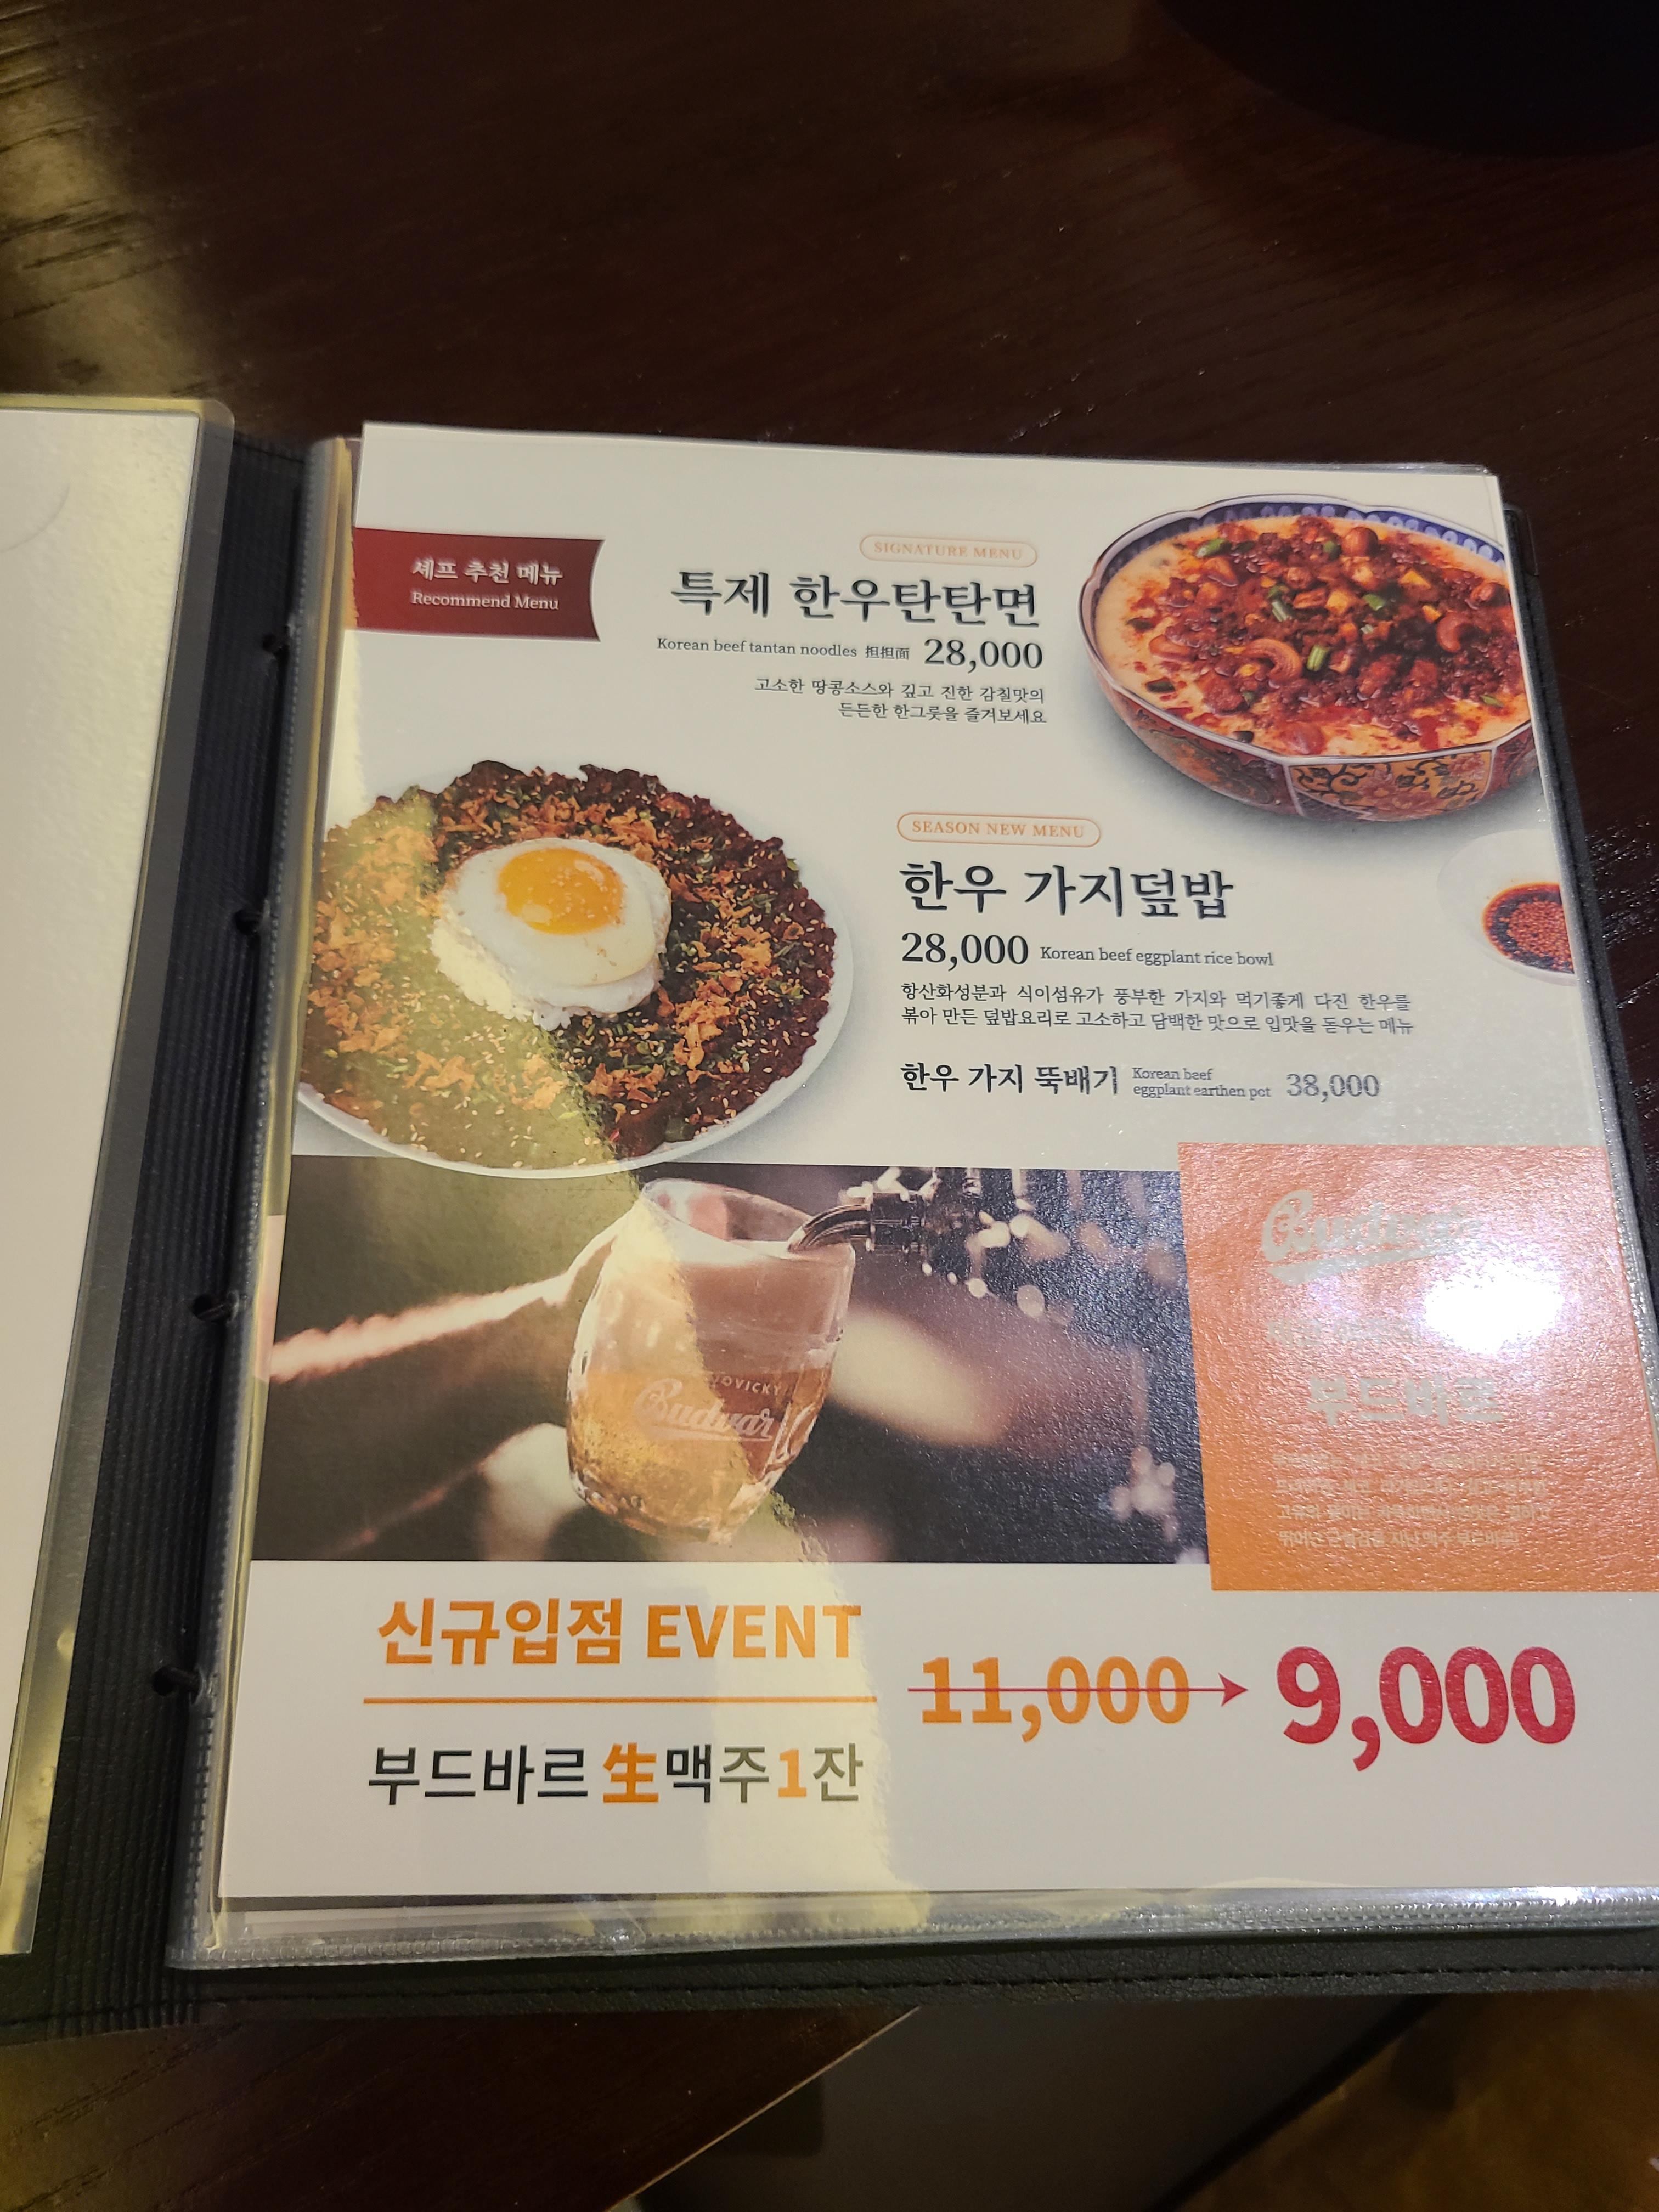 셰프 추천 메뉴
Recommend Menu
SIGNATURE MENU
특제 한우탄탄면
Korean beef tantan noodles 担担面 28,000
고소한 땅콩소스와 깊고 진한 감칠맛의
든든한 한그릇을 즐겨보세요
SEASON NEW MENU
한우 가지덮밥
28,000 Korean beef eggplant rice bowl
항산화성분과 식이섬유가 풍부한 가지와 먹기좋게 다진 한우를
볶아 만든 덮밥요리로 고소하고 담백한 맛으로 입맛을 돋우는 메뉴
한우 가지 뚝배기 Korean beef
eggplant earthen pot 38,000
Budvar
Budvar
부드바르
신규입점 EVENT
11,000 9,000
부드바르 生맥주 1잔